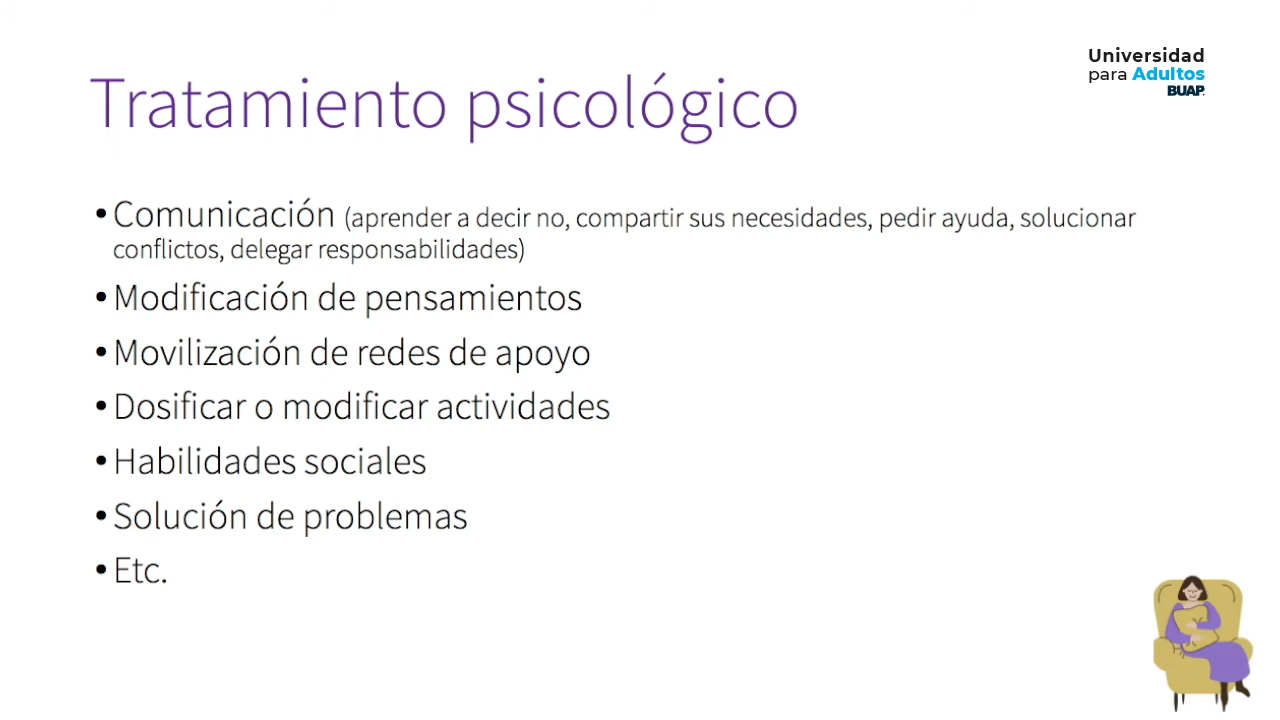 Universidad
para Adultos
BUAP
Tratamiento psicológico
• Comunicación (aprender a decir no, compartir sus necesidades, pedir ayuda, solucionar
conflictos, delegar responsabilidades)
• Modificación de pensamientos
• Movilización de redes de apoyo
• Dosificar o modificar actividades
• Habilidades sociales
• Solución de problemas
• Etc.